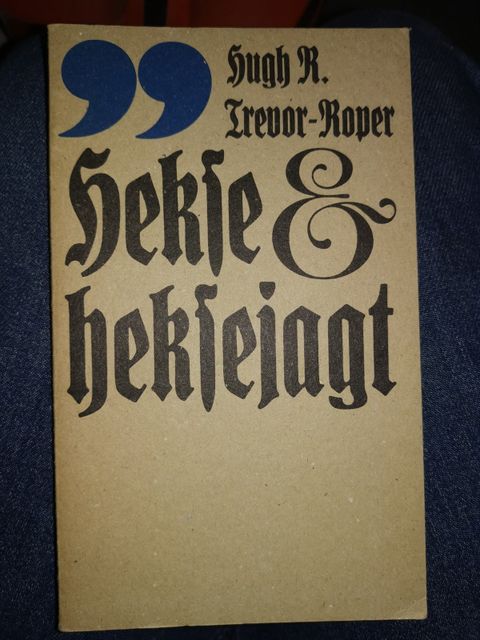 ”
Hugh R.
Trevor-Roper
Hekse &
heksejagt